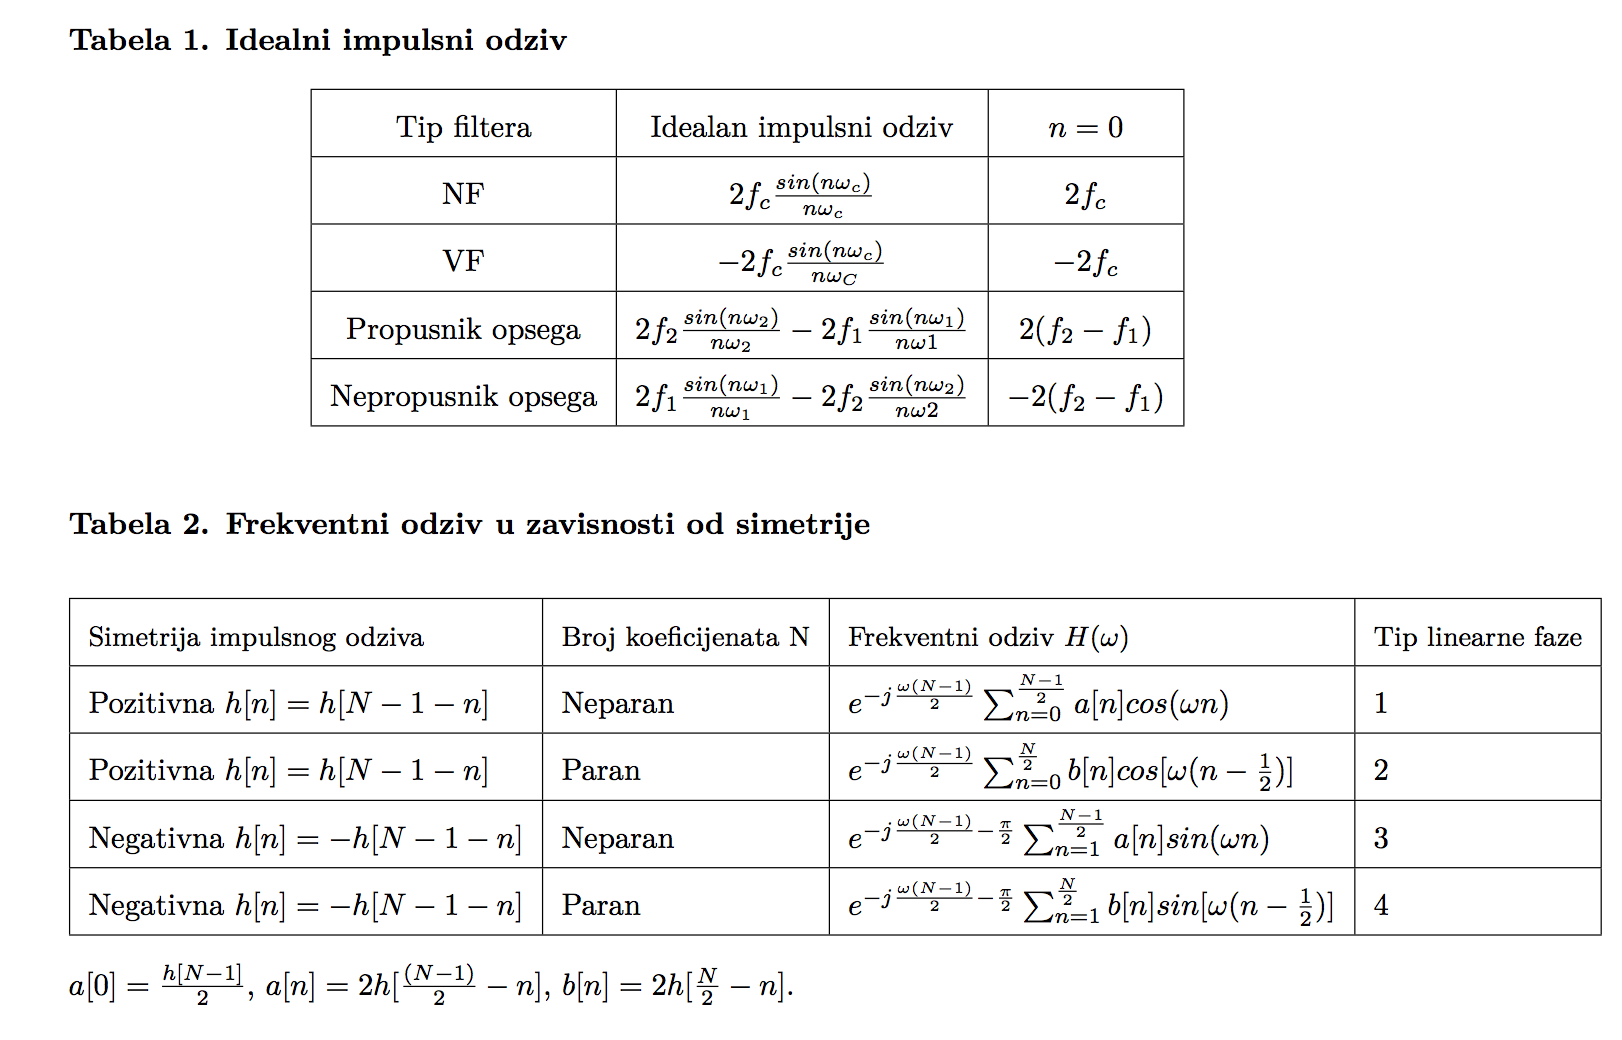 Tabela 1. Idealni impulsni odziv
Tip filtera | Idealan impulsni odziv | $n = 0$
NF | $2f_c \frac{sin(n\omega_c)}{n\omega_c}$ | $2f_c$
VF | $-2f_c \frac{sin(n\omega_c)}{n\omega_C}$ | $-2f_c$
Propusnik opsega | $2f_2 \frac{sin(n\omega_2)}{n\omega_2} - 2f_1 \frac{sin(n\omega_1)}{n\omega 1}$ | $2(f_2 - f_1)$
Nepropusnik opsega | $2f_1 \frac{sin(n\omega_1)}{n\omega_1} - 2f_2 \frac{sin(n\omega_2)}{n\omega 2}$ | $-2(f_2 - f_1)$
Tabela 2. Frekventni odziv u zavisnosti od simetrije
Simetrija impulsnog odziva | Broj koeficijenata N | Frekventni odziv $H(\omega)$ | Tip linearne faze
Pozitivna $h[n] = h[N - 1 - n]$ | Neparan | $e^{-j\frac{\omega(N-1)}{2}} \sum_{n=0}^{\frac{N-1}{2}} a[n]cos(\omega n)$ | 1
Pozitivna $h[n] = h[N - 1 - n]$ | Paran | $e^{-j\frac{\omega(N-1)}{2}} \sum_{n=0}^{\frac{N}{2}} b[n]cos[\omega(n - \frac{1}{2})]$ | 2
Negativna $h[n] = -h[N - 1 - n]$ | Neparan | $e^{-j\frac{\omega(N-1)}{2} - \frac{\pi}{2}} \sum_{n=1}^{\frac{N-1}{2}} a[n]sin(\omega n)$ | 3
Negativna $h[n] = -h[N - 1 - n]$ | Paran | $e^{-j\frac{\omega(N-1)}{2} - \frac{\pi}{2}} \sum_{n=1}^{\frac{N}{2}} b[n]sin[\omega(n - \frac{1}{2})]$ | 4
$a[0] = \frac{h[N-1]}{2}$, $a[n] = 2h[\frac{(N-1)}{2} - n]$, $b[n] = 2h[\frac{N}{2} - n]$.